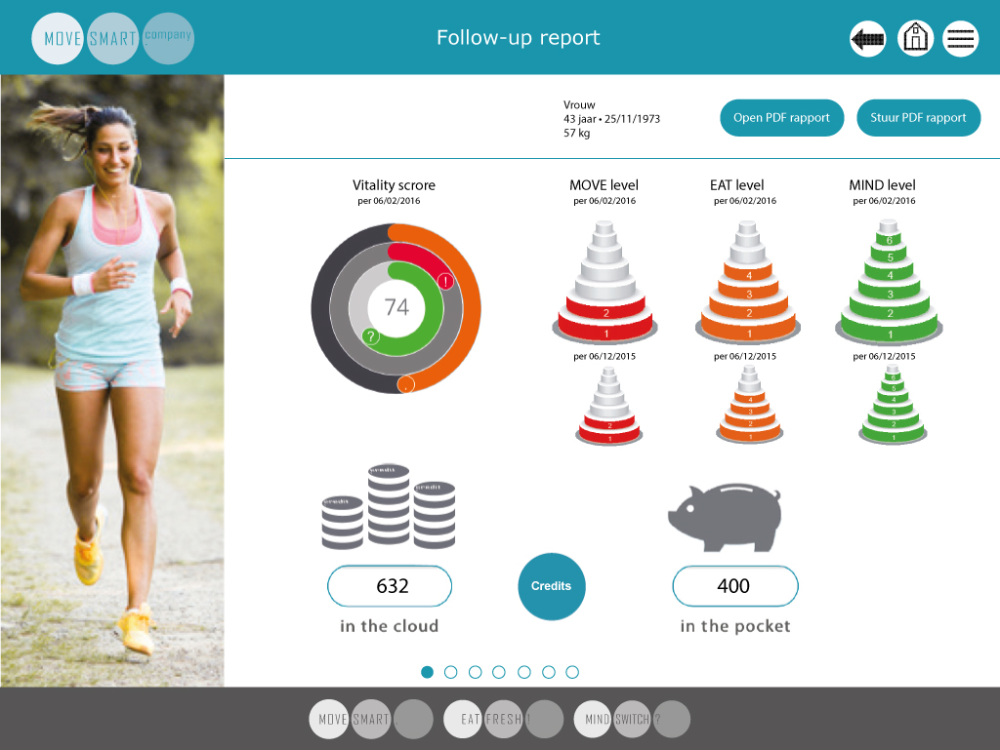 MOVE SMART company
Follow-up report
Vrouw
43 jaar • 25/11/1973
57 kg
Open PDF rapport
Stuur PDF rapport
Vitality scrore
per 06/02/2016
74
!
?
.
MOVE level
per 06/02/2016
2
1
per 06/12/2015
2
1
EAT level
per 06/02/2016
4
3
2
1
per 06/12/2015
4
3
2
1
MIND level
per 06/02/2016
6
5
4
3
2
1
per 06/12/2015
6
5
4
3
2
1
credit
credit
credit
632
in the cloud
Credits
400
in the pocket
MOVE SMART .
EAT FRESH !
MIND SWITCH ?